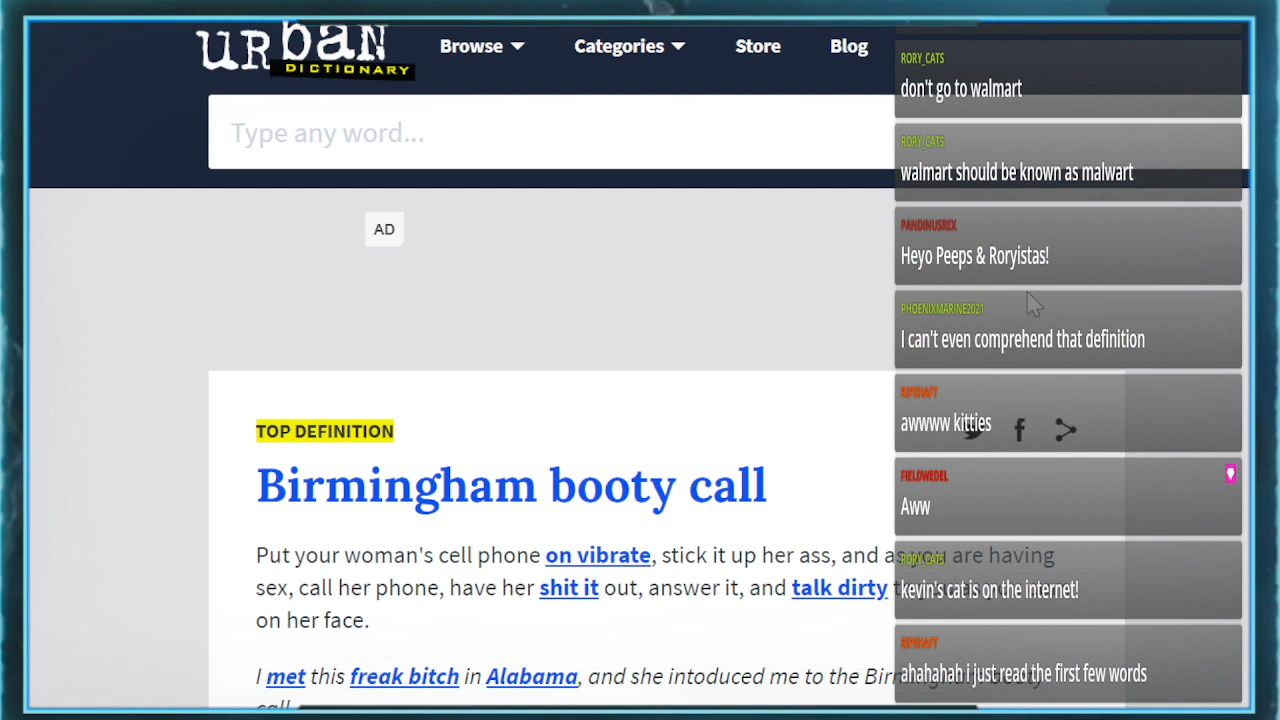 URBAN
DICTIONARY
Browse
Categories
Store
Blog
Type any word...
AD
TOP DEFINITION
Birmingham booty call
Put your woman's cell phone on vibrate, stick it up her ass, and as you are having
sex, call her phone, have her shit it out, answer it, and talk dirty
on her face.
I met this freak bitch in Alabama, and she intoduced me to the Birmingham booty
call
RORY_CATS
don't go to walmart
RORY_CATS
walmart should be known as malwart
PANDINUSREX
Heyo Peeps & Roryistas!
PHOENIXMARINE2021
I can't even comprehend that definition
RIPSHAFT
awwww kitties
FIELDWEDEL
Aww
RORY_CATS
kevin's cat is on the internet!
RIPSHAFT
ahahahah i just read the first few words